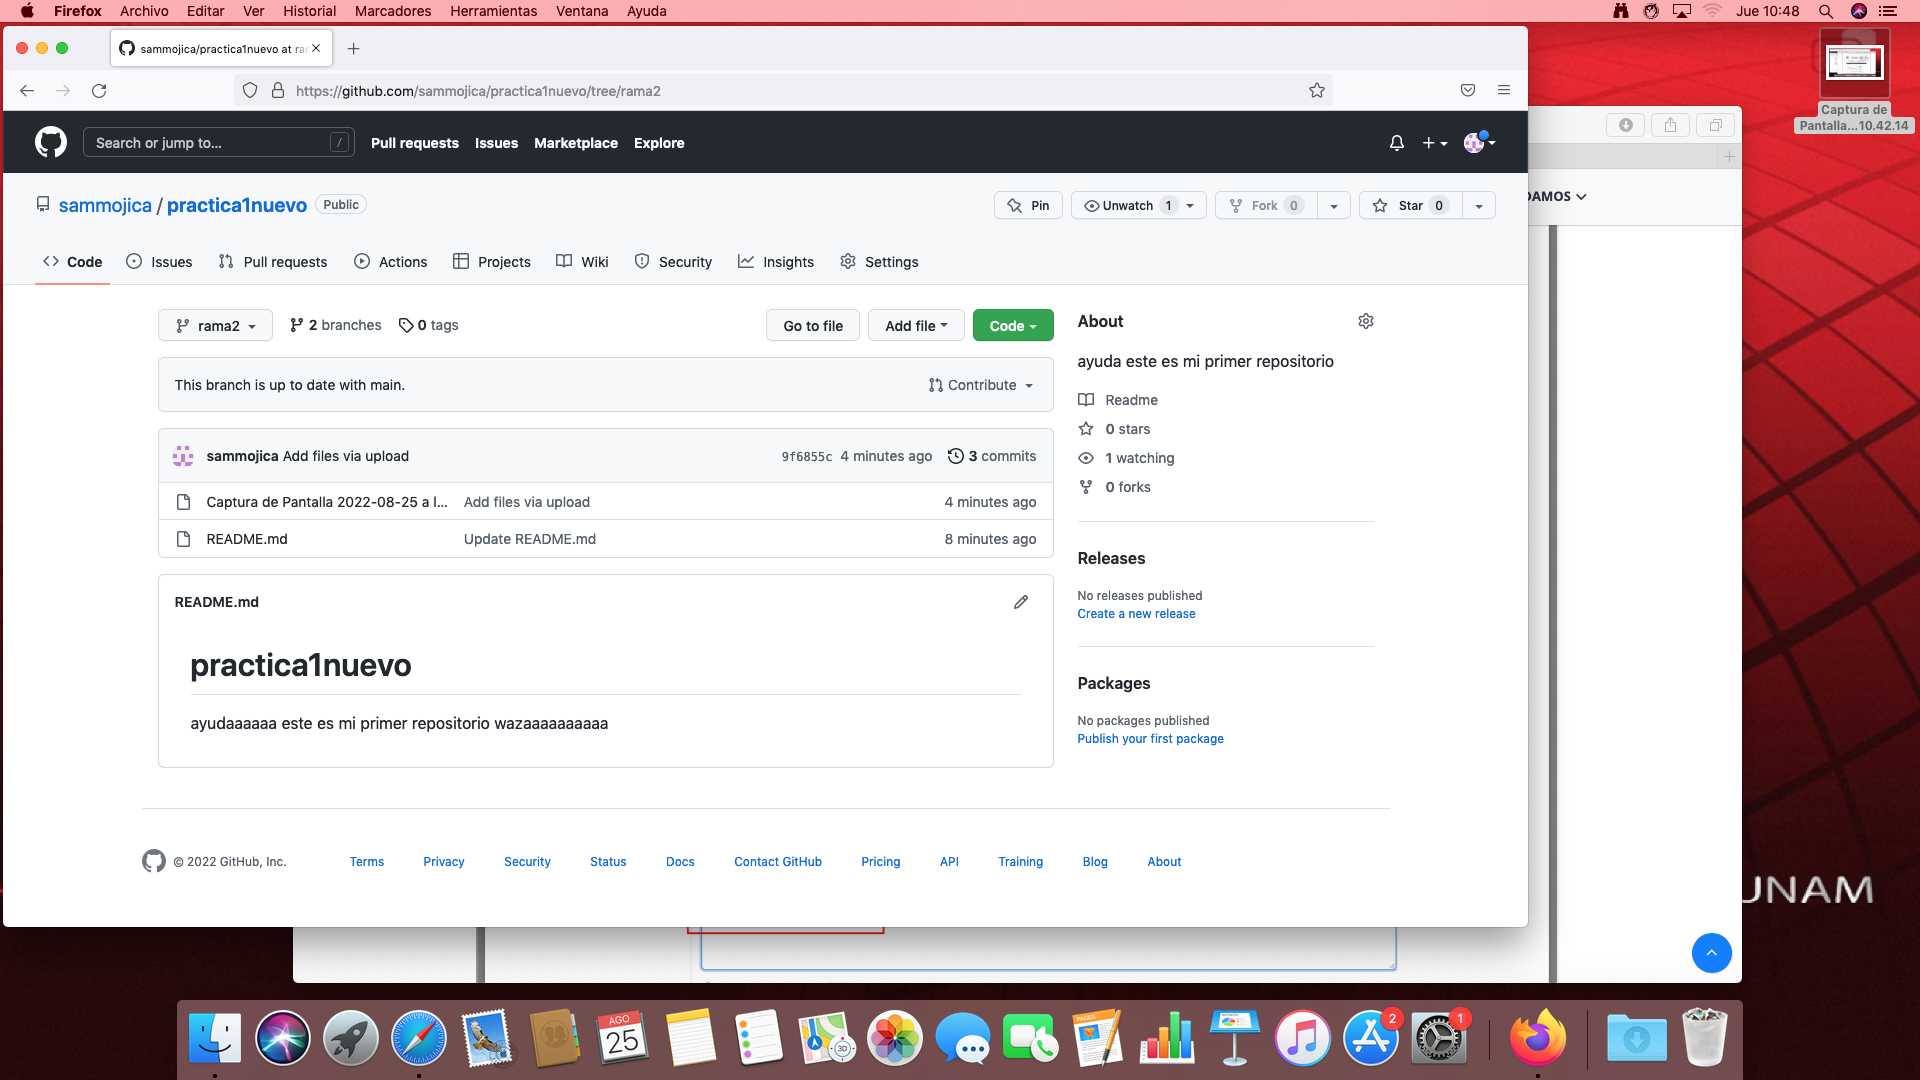 Firefox Archivo Editar Ver Historial Marcadores Herramientas Ventana Ayuda
Jue 10:48
sammojica/practica1nuevo at ra
https://github.com/sammojica/practica1nuevo/tree/rama2
Captura de
Pantalla...10.42.14
Search or jump to... /
Pull requests Issues Marketplace Explore
sammojica / practica1nuevo Public
Pin Unwatch 1 Fork 0 Star 0
DAMOS
Code Issues Pull requests Actions Projects Wiki Security Insights Settings
rama2 2 branches 0 tags
Go to file Add file Code
This branch is up to date with main.
Contribute
sammojica Add files via upload 9f6855c 4 minutes ago 3 commits
Captura de Pantalla 2022-08-25 a l... Add files via upload 4 minutes ago
README.md Update README.md 8 minutes ago
README.md
practica1nuevo
ayudaaaaaa este es mi primer repositorio wazaaaaaaaaaa
About
ayuda este es mi primer repositorio
Readme
0 stars
1 watching
0 forks
Releases
No releases published
Create a new release
Packages
No packages published
Publish your first package
© 2022 GitHub, Inc. Terms Privacy Security Status Docs Contact GitHub Pricing API Training Blog About
UNAM
AGO
25
3D
PAGES
2
1